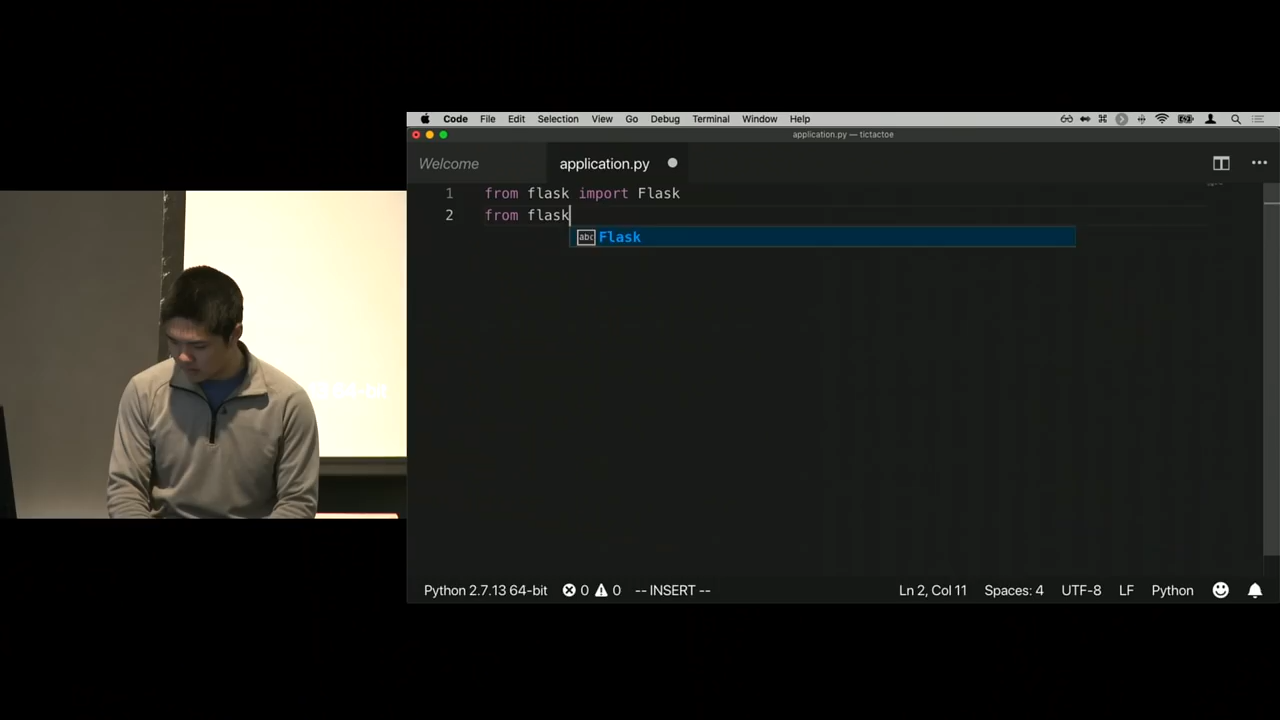 Code File Edit Selection View Go Debug Terminal Window Help
application.py — tictactoe
Welcome application.py
1 from flask import Flask
2 from flask
abc Flask
Python 2.7.13 64-bit 0 0 -- INSERT -- Ln 2, Col 11 Spaces: 4 UTF-8 LF Python